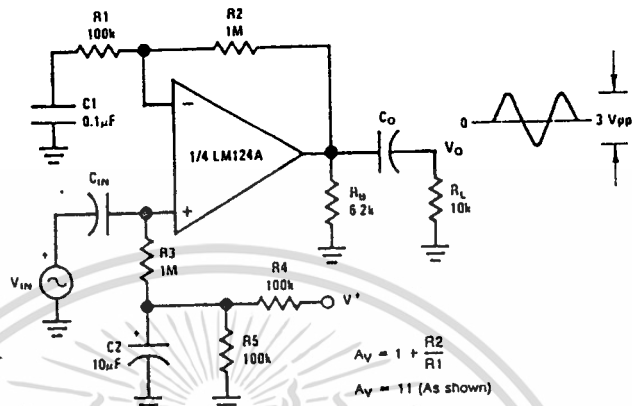 R1
100k
R2
1M
C1
0.1µF
−
1/4 LM124A
+
CIN
VIN
+
R3
1M
C2
10µF
+
R4
100k
V+
R5
100k
RB
6.2k
CO
VO
RL
10k
0
3 Vpp
AV = 1 + R2/R1
AV = 11 (As shown)